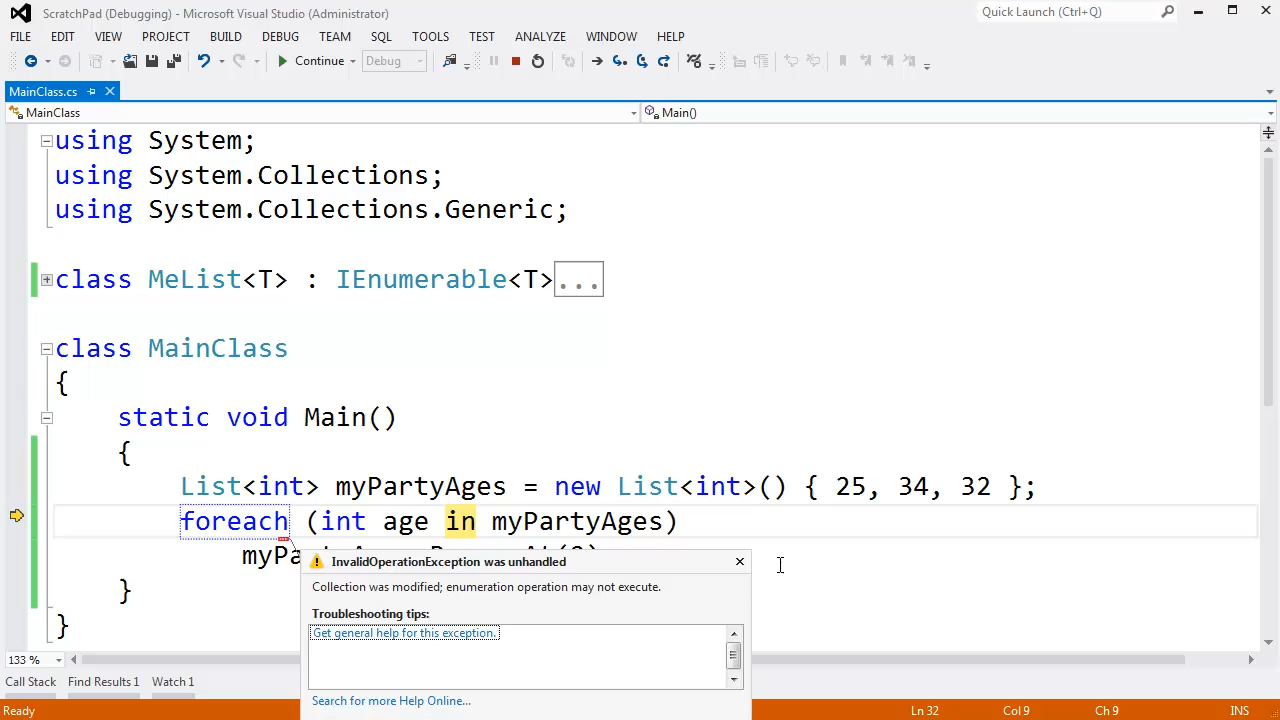 ScratchPad (Debugging) - Microsoft Visual Studio (Administrator)
Quick Launch (Ctrl+Q)
FILE EDIT VIEW PROJECT BUILD DEBUG TEAM SQL TOOLS TEST ANALYZE WINDOW HELP
Continue Debug
MainClass.cs
MainClass Main()
using System;
using System.Collections;
using System.Collections.Generic;
class MeList<T> : IEnumerable<T>...
class MainClass
{
static void Main()
{
List<int> myPartyAges = new List<int>() { 25, 34, 32 };
foreach (int age in myPartyAges)
myPa
}
}
InvalidOperationException was unhandled
Collection was modified; enumeration operation may not execute.
Troubleshooting tips:
Get general help for this exception.
Search for more Help Online...
133 %
Call Stack Find Results 1 Watch 1
Ready Ln 32 Col 9 Ch 9 INS